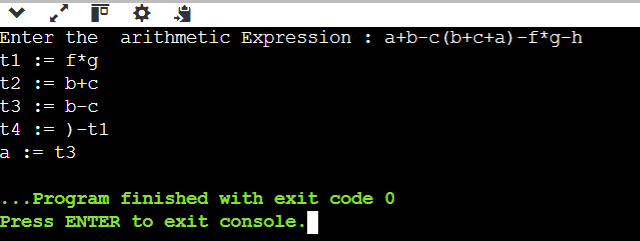 Enter the  arithmetic Expression : a+b-c(b+c+a)-f*g-h
t1 := f*g
t2 := b+c
t3 := b-c
t4 := )-t1
a := t3
...Program finished with exit code 0
Press ENTER to exit console.